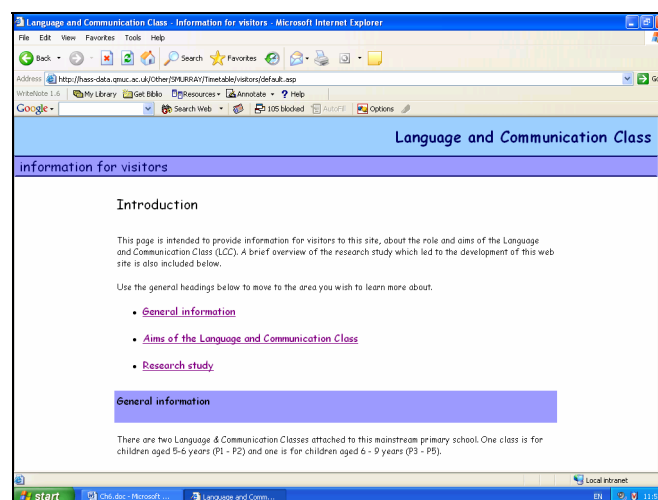 Language and Communication Class - Information for visitors - Microsoft Internet Explorer
File Edit View Favorites Tools Help
Back Search Favorites
Address http://hass-data.qmuc.ac.uk/Other/SMURRAY/Timetable/visitors/default.asp Go
WriteNote 1.6 My Library Get Biblio Resources Annotate ? Help
Google Search Web 105 blocked AutoFill Options
Language and Communication Class
information for visitors
Introduction
This page is intended to provide information for visitors to this site, about the role and aims of the Language
and Communication Class (LCC). A brief overview of the research study which led to the development of this web
site is also included below.
Use the general headings below to move to the area you wish to learn more about.
• General information
• Aims of the Language and Communication Class
• Research study
General information
There are two Language & Communication Classes attached to this mainstream primary school. One class is for
children aged 5-6 years (P1 - P2) and one is for children aged 6 - 9 years (P3 - P5).
Local intranet
start Ch6.doc - Microsoft ... Language and Comm... EN